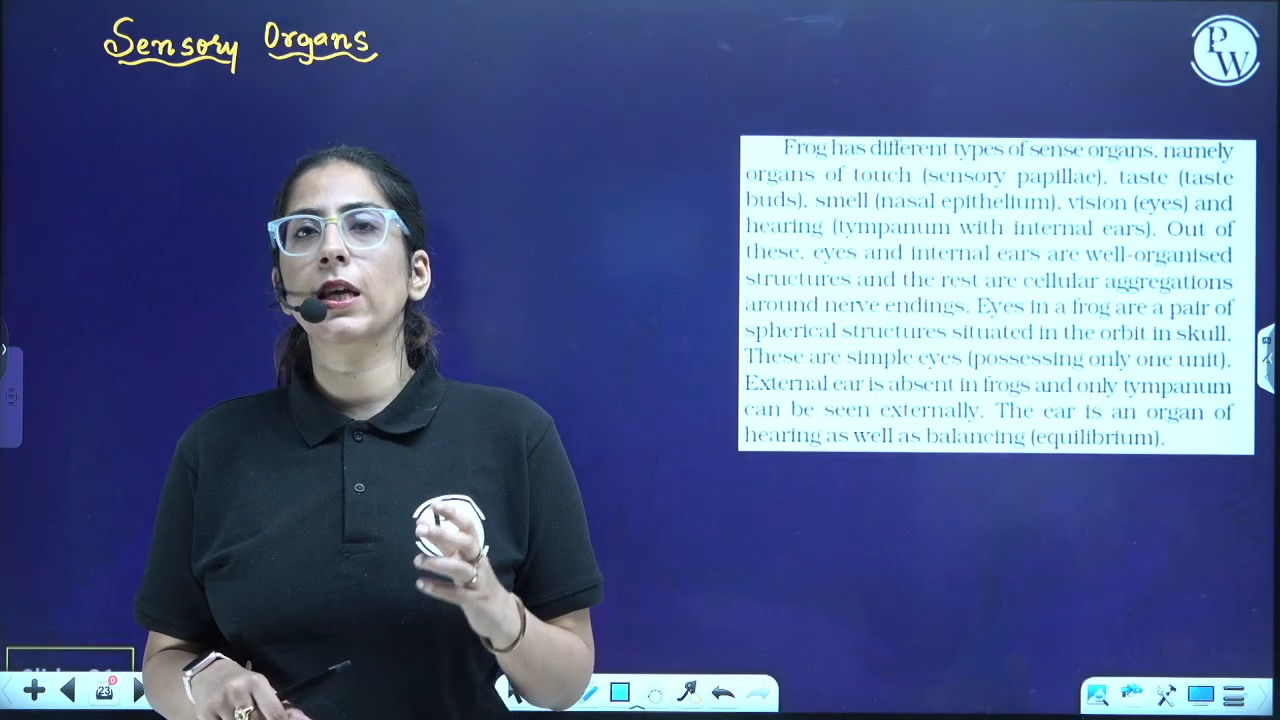 Sensory Organs
PW
Frog has different types of sense organs, namely
organs of touch (sensory papillae), taste (taste
buds), smell (nasal epithelium), vision (eyes) and
hearing (tympanum with internal ears). Out of
these, eyes and internal ears are well-organised
structures and the rest are cellular aggregations
around nerve endings. Eyes in a frog are a pair of
spherical structures situated in the orbit in skull.
These are simple eyes (possessing only one unit).
External ear is absent in frogs and only tympanum
can be seen externally. The ear is an organ of
hearing as well as balancing (equilibrium).
23